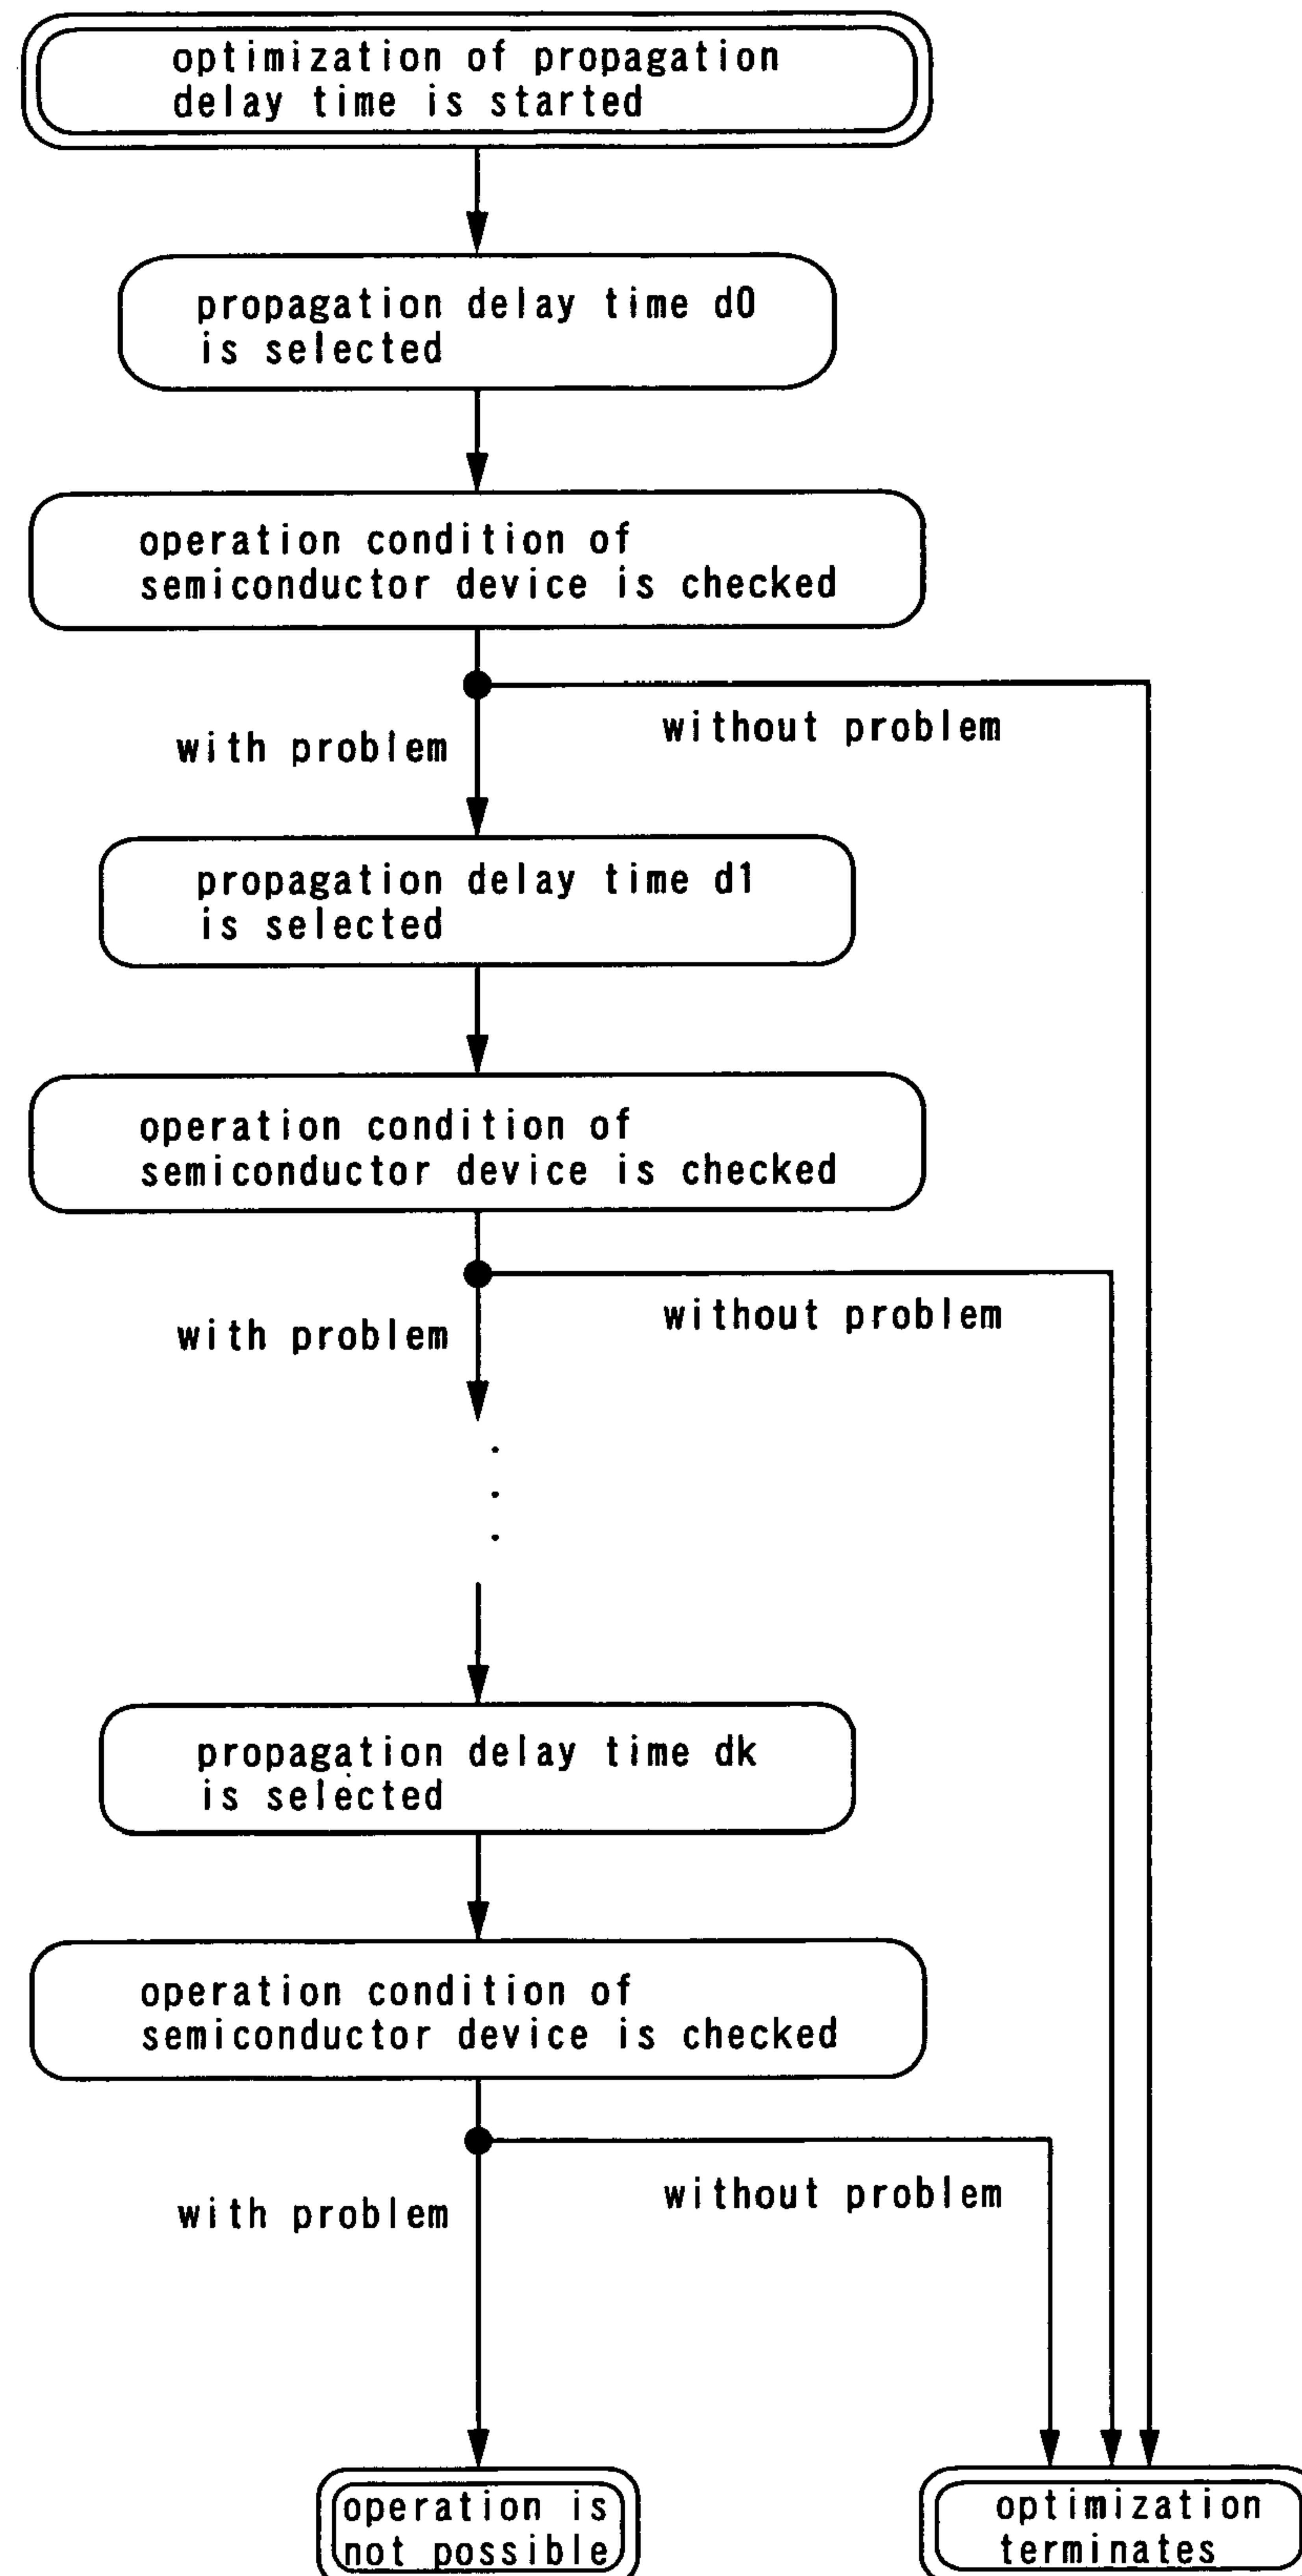 optimization of propagation
delay time is started
propagation delay time d0
is selected
operation condition of
semiconductor device is checked
with problem
without problem
propagation delay time d1
is selected
operation condition of
semiconductor device is checked
with problem
without problem
propagation delay time dk
is selected
operation condition of
semiconductor device is checked
with problem
without problem
operation is
not possible
optimization
terminates